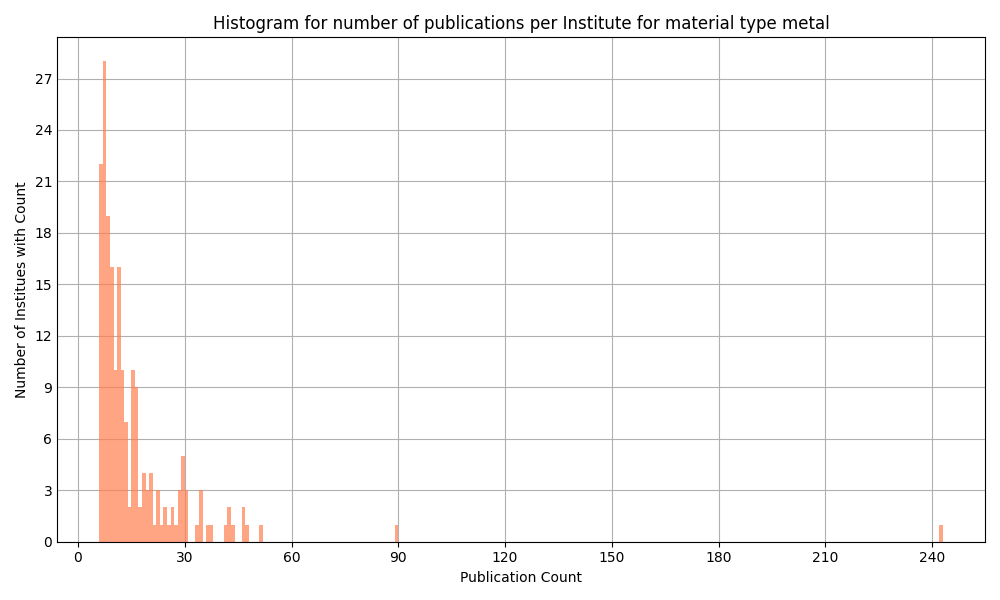 Histogram for number of publications per Institute for material type metal
Number of Institues with Count
27
24
21
18
15
12
9
6
3
0
0 30 60 90 120 150 180 210 240
Publication Count